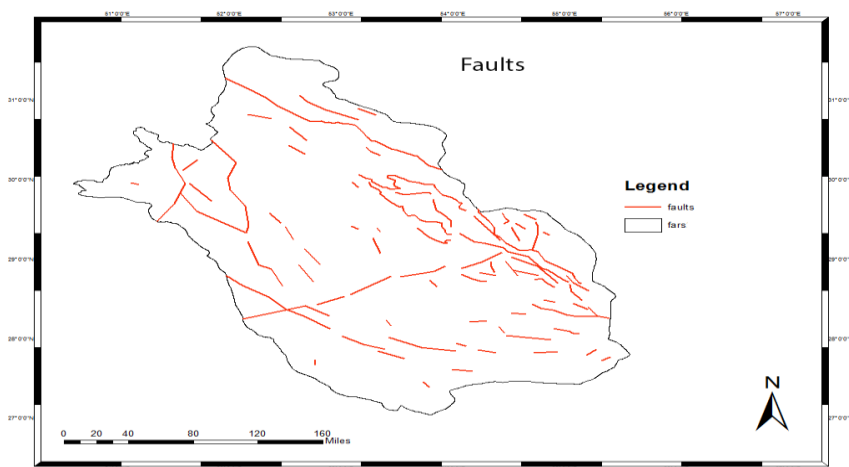 51°0'0"E 52°0'0"E 53°0'0"E 54°0'0"E 55°0'0"E 56°0'0"E 57°0'0"E
Faults
31°0'0"N 31°0'0"N
30°0'0"N 30°0'0"N
Legend
faults
fars
29°0'0"N 29°0'0"N
28°0'0"N 28°0'0"N
N
27°0'0"N 27°0'0"N
0 20 40 80 120 160
Miles